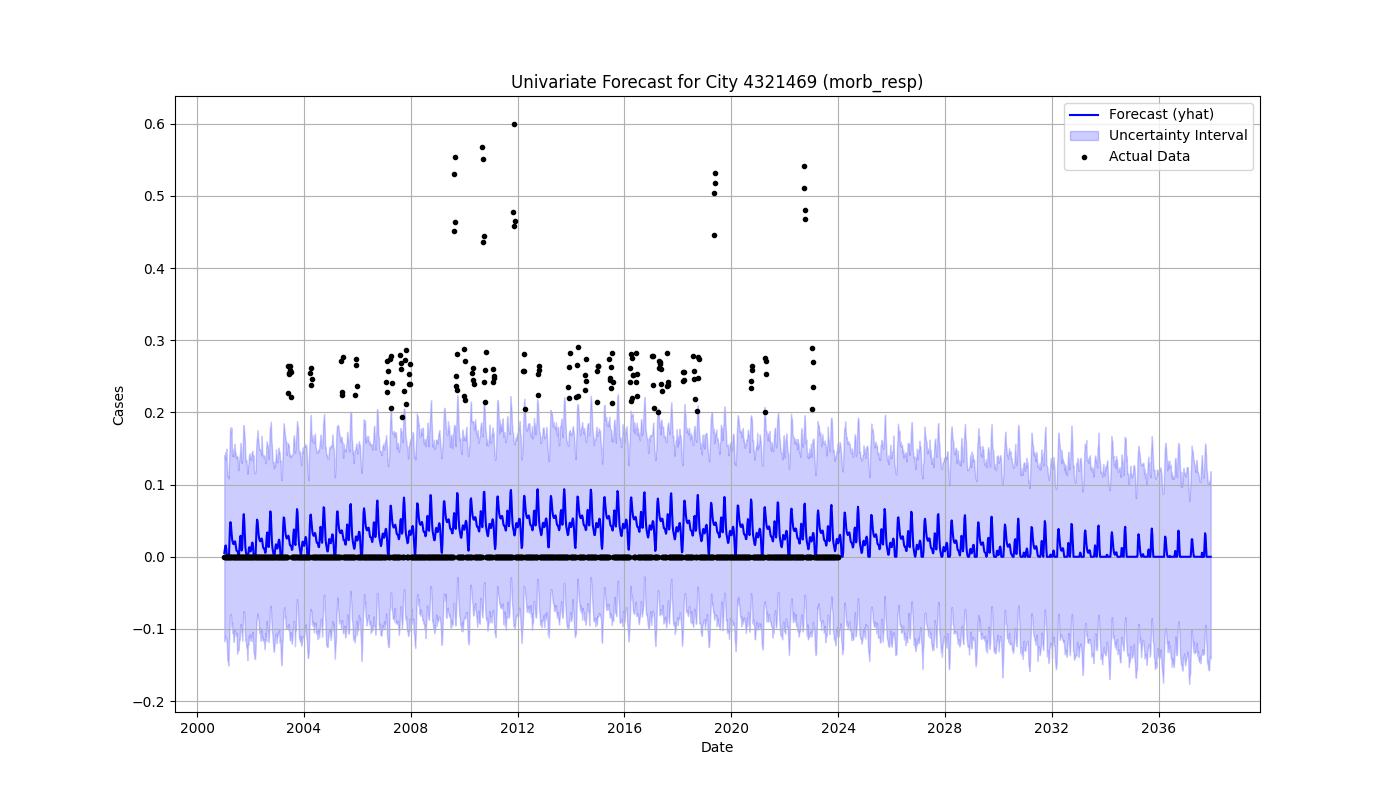 Univariate Forecast for City 4321469 (morb_resp)
Forecast (yhat)
Uncertainty Interval
Actual Data
Cases
0.6
0.5
0.4
0.3
0.2
0.1
0.0
−0.1
−0.2
2000 2004 2008 2012 2016 2020 2024 2028 2032 2036
Date